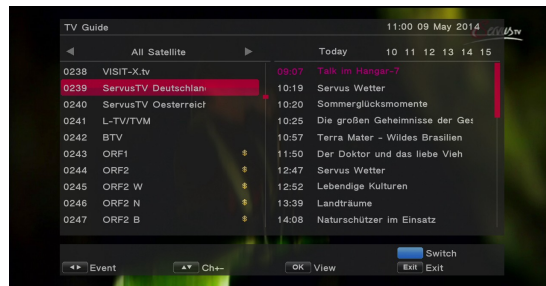 TV Guide 11:00 09 May 2014
ServusTV
All Satellite Today 10 11 12 13 14 15
0238 VISIT-X.tv 09:07 Talk im Hangar-7
0239 ServusTV Deutschlan 10:19 Servus Wetter
0240 ServusTV Oesterreich 10:20 Sommerglücksmomente
0241 L-TV/TVM 10:25 Die großen Geheimnisse der Ges
0242 BTV 10:57 Terra Mater - Wildes Brasilien
0243 ORF1 $ 11:50 Der Doktor und das liebe Vieh
0244 ORF2 $ 12:47 Servus Wetter
0245 ORF2 W $ 12:52 Lebendige Kulturen
0246 ORF2 N $ 13:39 Landträume
0247 ORF2 B $ 14:08 Naturschützer im Einsatz
Switch
◄► Event ▲▼ Ch+- OK View Exit Exit